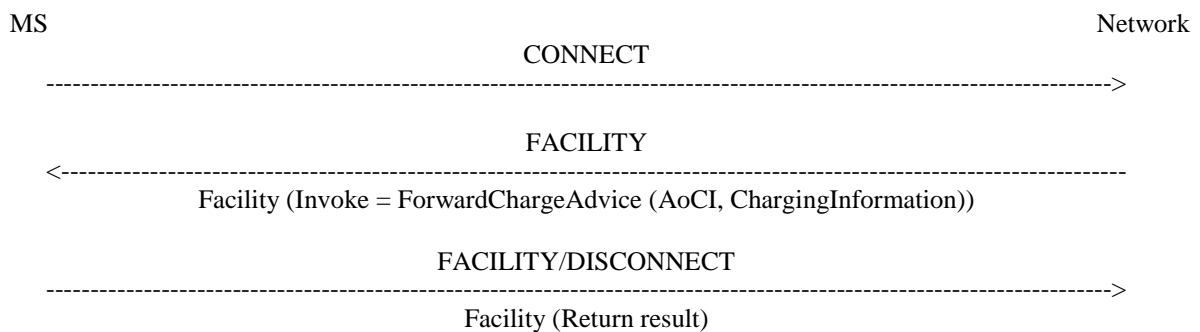 MS Network
CONNECT
----------------------------------------------------------------------------------------------------------------------->
FACILITY
<-----------------------------------------------------------------------------------------------------------------------
Facility (Invoke = ForwardChargeAdvice (AoCI, ChargingInformation))
FACILITY/DISCONNECT
----------------------------------------------------------------------------------------------------------------------->
Facility (Return result)